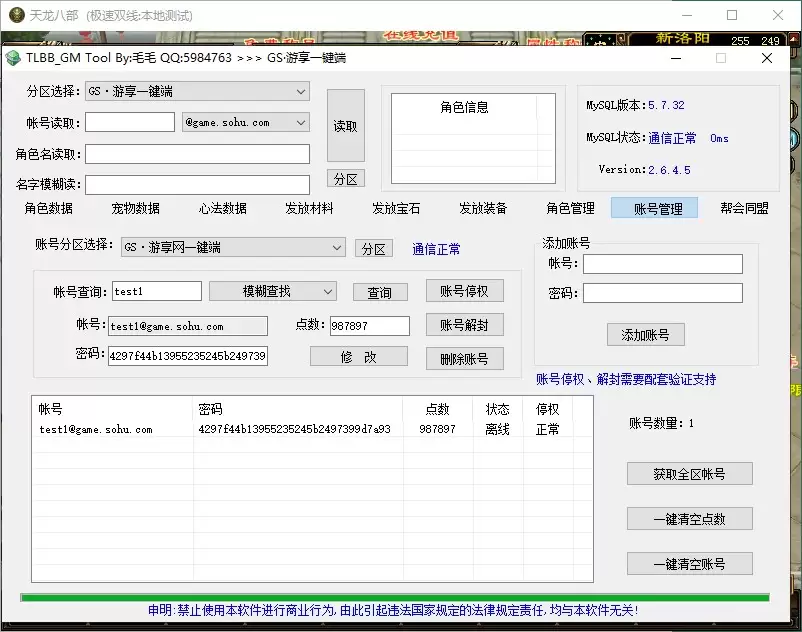 天龙八部 (极速双线:本地测试)
在线充值
新洛阳 255 249
TLBB_GM Tool By:毛毛 QQ:5984763 >>> GS·游享一键端
分区选择: GS·游享一键端
帐号读取: @game.sohu.com
读取
角色名读取:
名字模糊读:
分区
角色信息
MySQL版本:5.7.32
MySQL状态:通信正常 0ms
Version:2.6.4.5
角色数据 宠物数据 心法数据 发放材料 发放宝石 发放装备 角色管理 账号管理 帮会同盟
账号分区选择: GS·游享网一键端 分区 通信正常
帐号查询: test1 模糊查找 查询 账号停权
帐号: test1@game.sohu.com 点数: 987897 账号解封
密码: 4297f44b13955235245b249739 修 改 删除账号
添加账号
帐号:
密码:
添加账号
账号停权、解封需要配套验证支持
帐号 密码 点数 状态 停权
test1@game.sohu.com 4297f44b13955235245b2497399d7a93 987897 离线 正常
账号数量: 1
获取全区帐号
一键清空点数
一键清空账号
申明:禁止使用本软件进行商业行为,由此引起违法国家规定的法律规定责任,均与本软件无关!